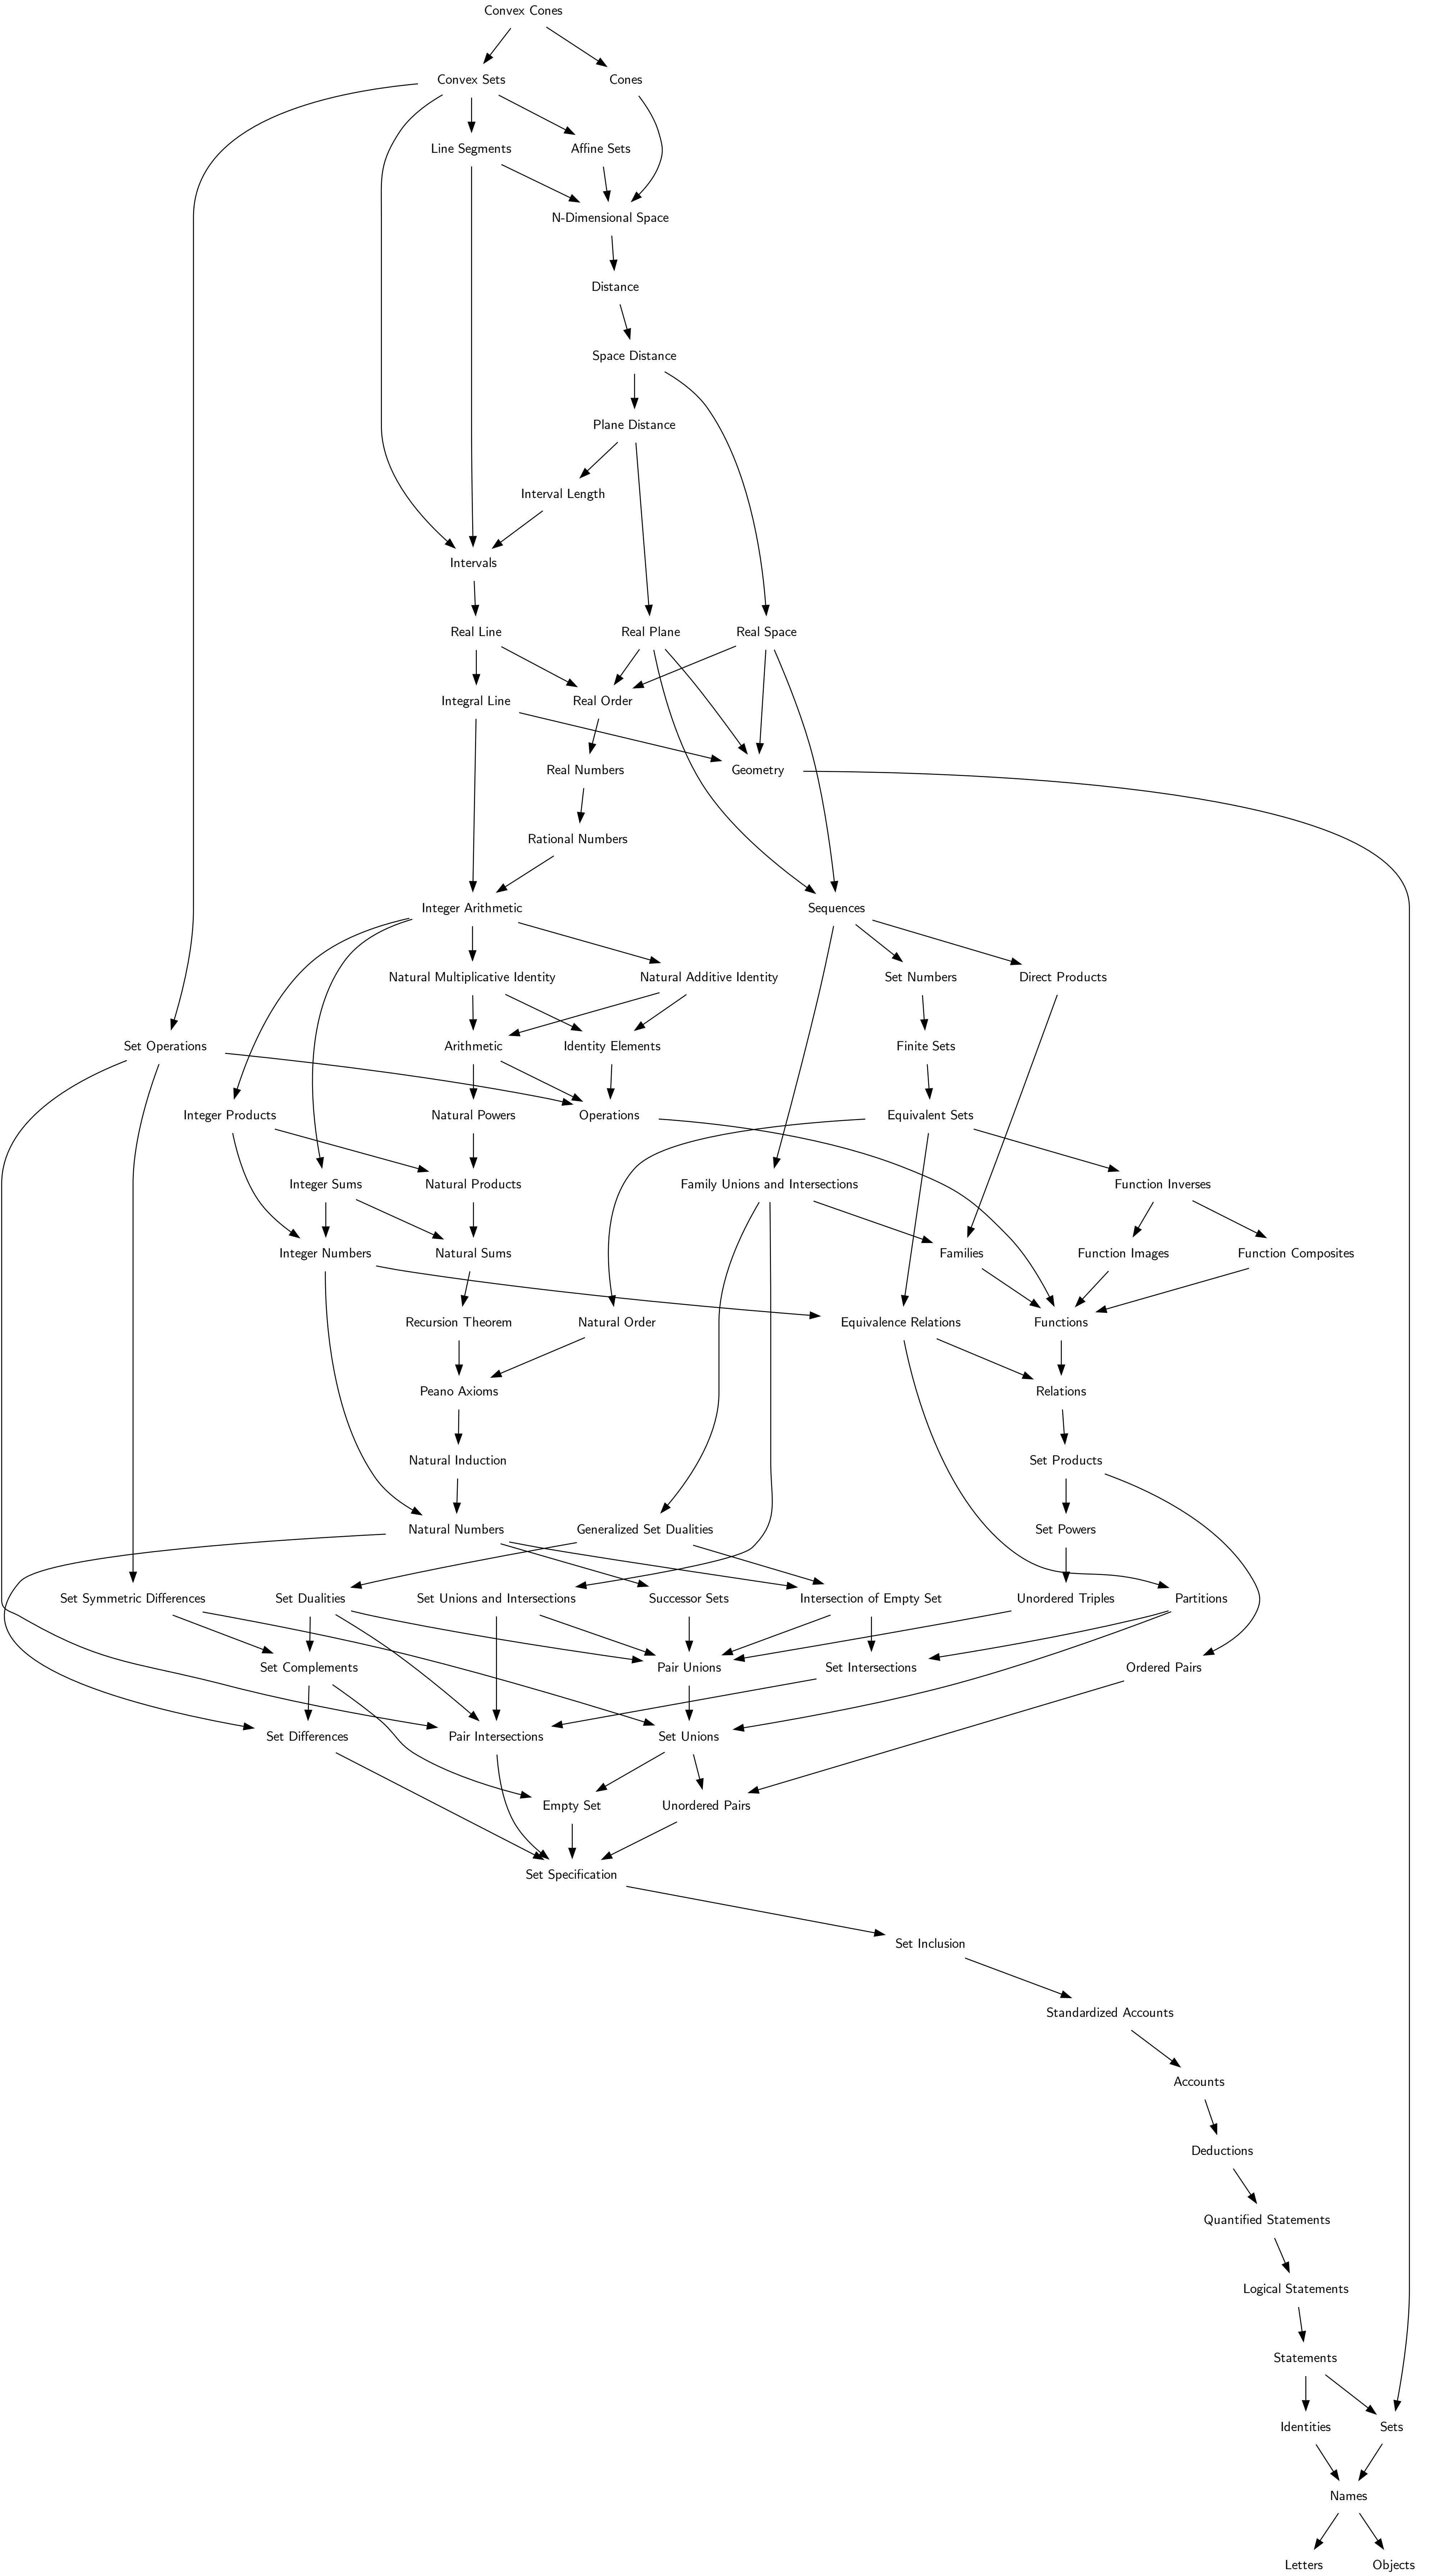 Convex Cones
Convex Sets
Cones
Line Segments
Affine Sets
N-Dimensional Space
Distance
Space Distance
Plane Distance
Interval Length
Intervals
Real Line
Real Plane
Real Space
Integral Line
Real Order
Real Numbers
Geometry
Rational Numbers
Integer Arithmetic
Sequences
Natural Multiplicative Identity
Natural Additive Identity
Set Numbers
Direct Products
Set Operations
Arithmetic
Identity Elements
Finite Sets
Integer Products
Natural Powers
Operations
Equivalent Sets
Integer Sums
Natural Products
Family Unions and Intersections
Function Inverses
Integer Numbers
Natural Sums
Families
Function Images
Function Composites
Recursion Theorem
Natural Order
Equivalence Relations
Functions
Peano Axioms
Relations
Natural Induction
Set Products
Natural Numbers
Generalized Set Dualities
Set Powers
Set Symmetric Differences
Set Dualities
Set Unions and Intersections
Successor Sets
Intersection of Empty Set
Unordered Triples
Partitions
Set Complements
Pair Unions
Set Intersections
Ordered Pairs
Set Differences
Pair Intersections
Set Unions
Empty Set
Unordered Pairs
Set Specification
Set Inclusion
Standardized Accounts
Accounts
Deductions
Quantified Statements
Logical Statements
Statements
Identities
Sets
Names
Letters
Objects